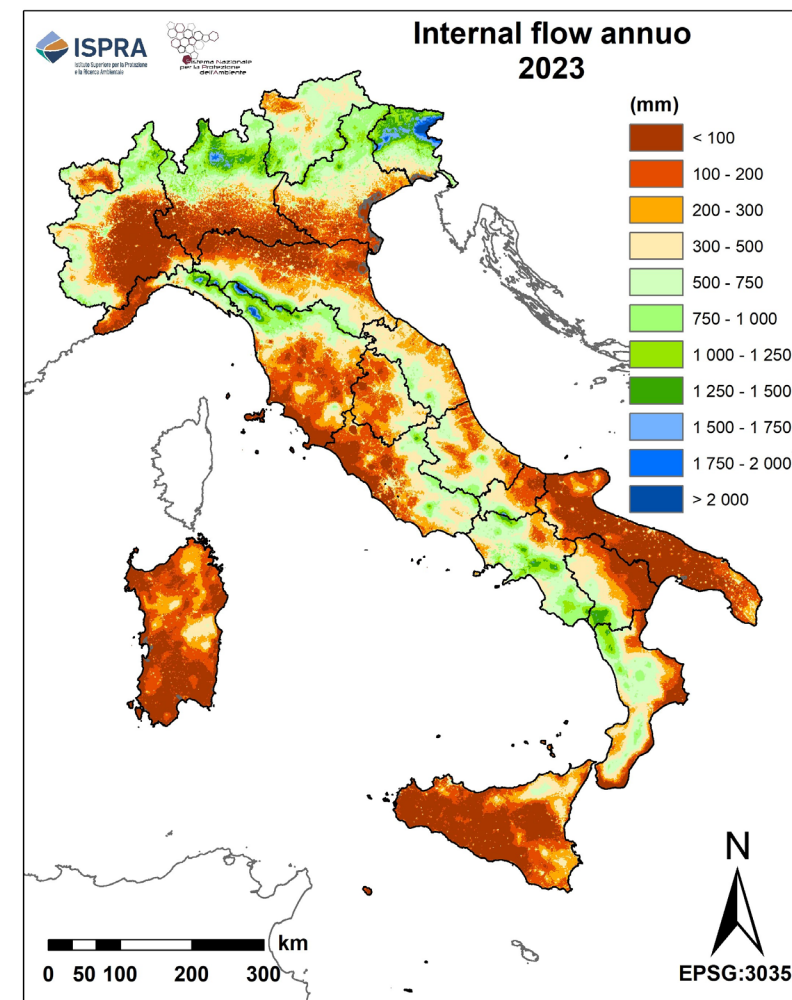 Internal flow annuo
2023
ISPRA
Istituto Superiore per la Protezione
e la Ricerca Ambientale
Sistema Nazionale
per la Protezione
dell'Ambiente
(mm)
< 100
100 - 200
200 - 300
300 - 500
500 - 750
750 - 1 000
1 000 - 1 250
1 250 - 1 500
1 500 - 1 750
1 750 - 2 000
> 2 000
N
km
0 50 100 200 300
EPSG:3035